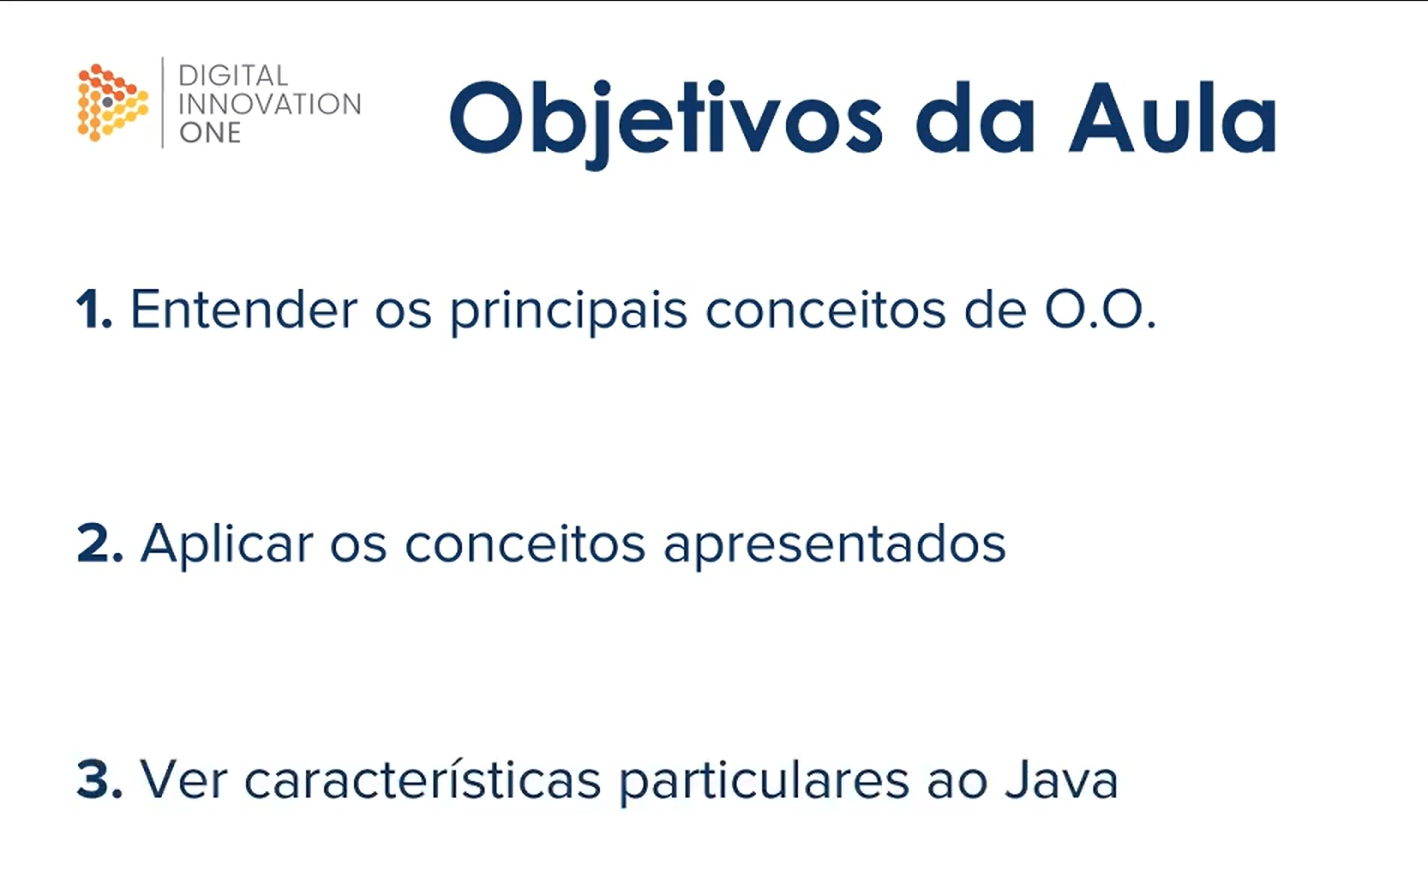 DIGITAL
INNOVATION
ONE
Objetivos da Aula
1. Entender os principais conceitos de O.O.
2. Aplicar os conceitos apresentados
3. Ver características particulares ao Java